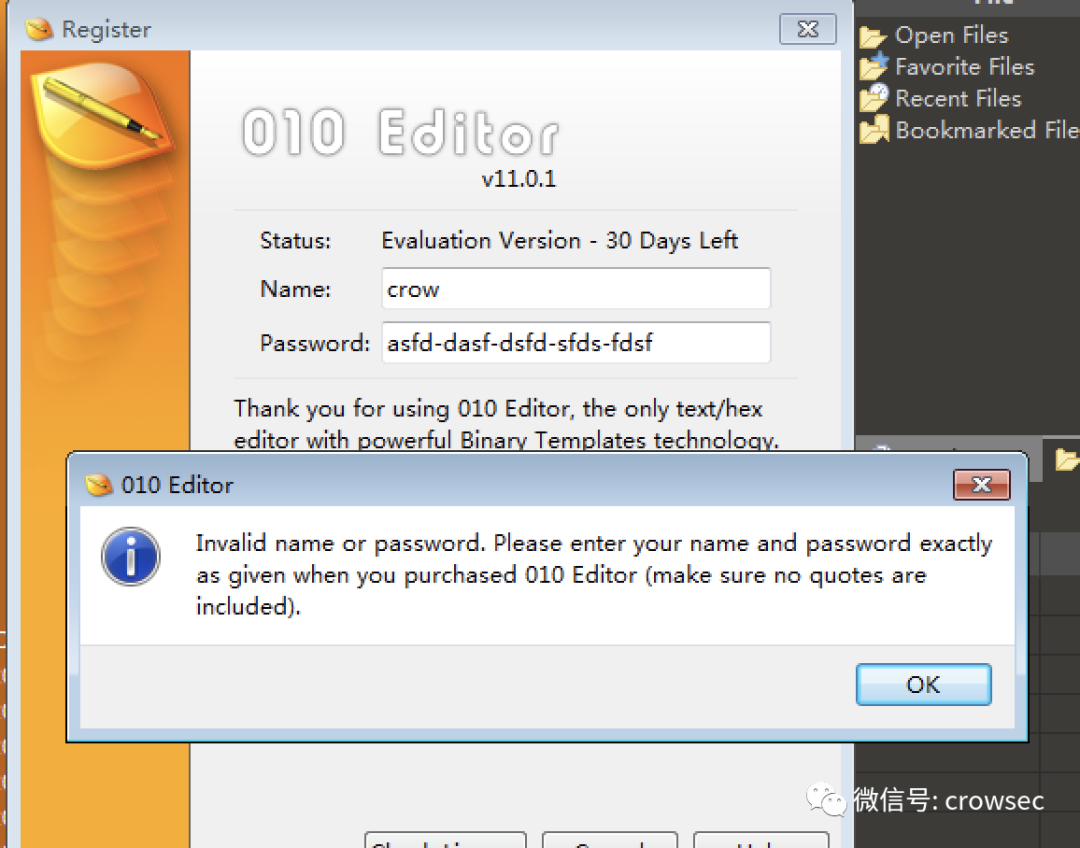 Register
Open Files
Favorite Files
Recent Files
Bookmarked File
010 Editor
v11.0.1
Status: Evaluation Version - 30 Days Left
Name: crow
Password: asfd-dasf-dsfd-sfds-fdsf
Thank you for using 010 Editor, the only text/hex
editor with powerful Binary Templates technology.
010 Editor
Invalid name or password. Please enter your name and password exactly
as given when you purchased 010 Editor (make sure no quotes are
included).
OK
微信号: crowsec